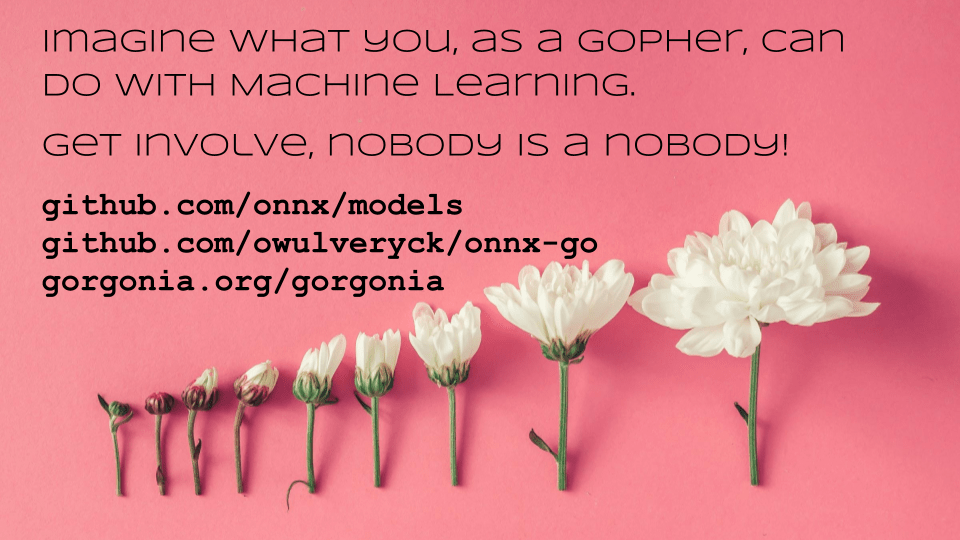 Imagine what you, as a Gopher, can
do with Machine Learning.
Get involve, nobody is a nobody!
github.com/onnx/models
github.com/owulveryck/onnx-go
gorgonia.org/gorgonia